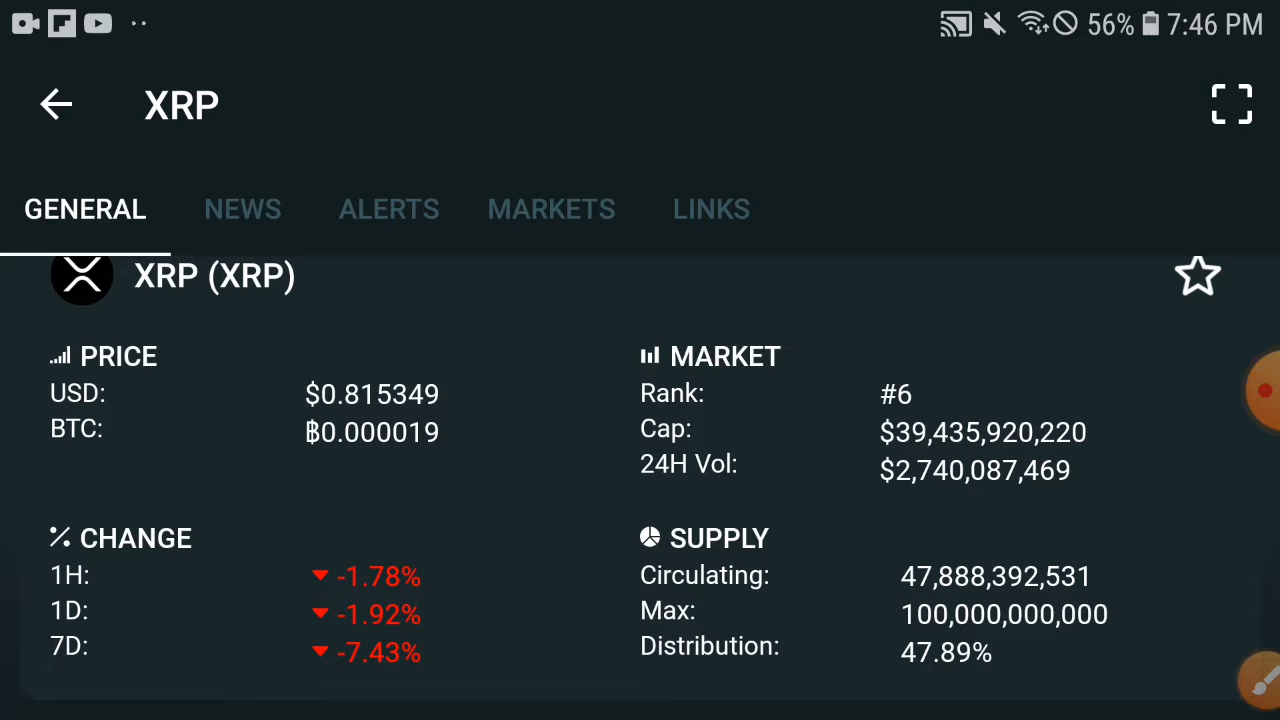 56% 7:46 PM
XRP
GENERAL NEWS ALERTS MARKETS LINKS
XRP (XRP)
PRICE
USD: $0.815349
BTC: ฿0.000019
MARKET
Rank: #6
Cap: $39,435,920,220
24H Vol: $2,740,087,469
CHANGE
1H: -1.78%
1D: -1.92%
7D: -7.43%
SUPPLY
Circulating: 47,888,392,531
Max: 100,000,000,000
Distribution: 47.89%